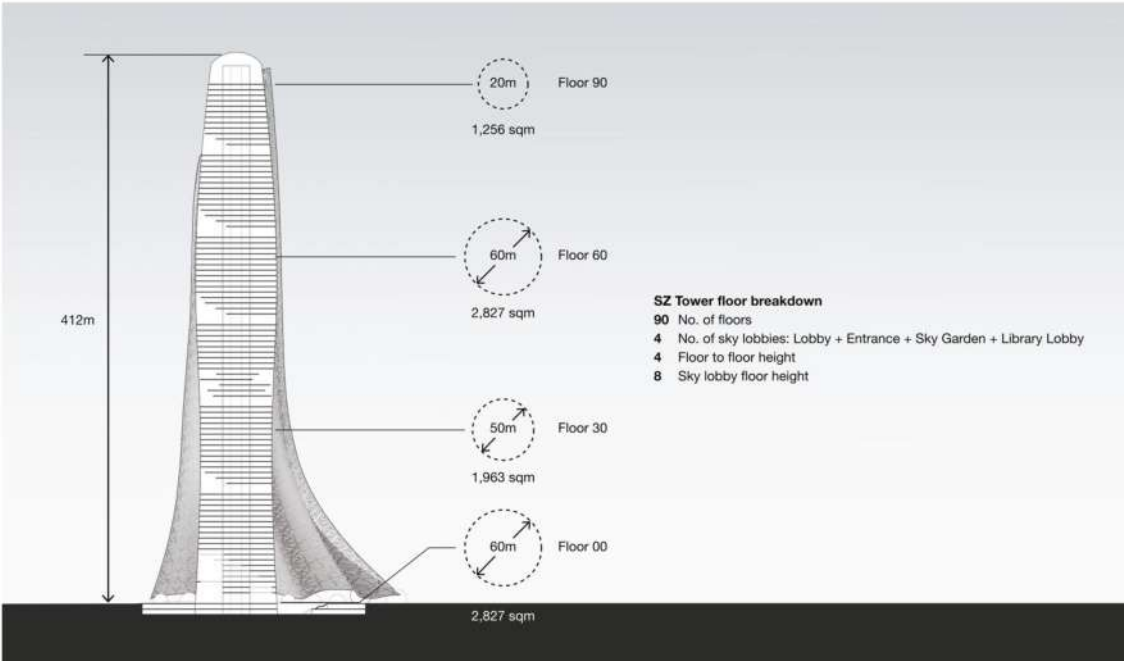 20m Floor 90
1,256 sqm
60m Floor 60
2,827 sqm
412m
SZ Tower floor breakdown
90 No. of floors
4 No. of sky lobbies: Lobby + Entrance + Sky Garden + Library Lobby
4 Floor to floor height
8 Sky lobby floor height
50m Floor 30
1,963 sqm
60m Floor 00
2,827 sqm